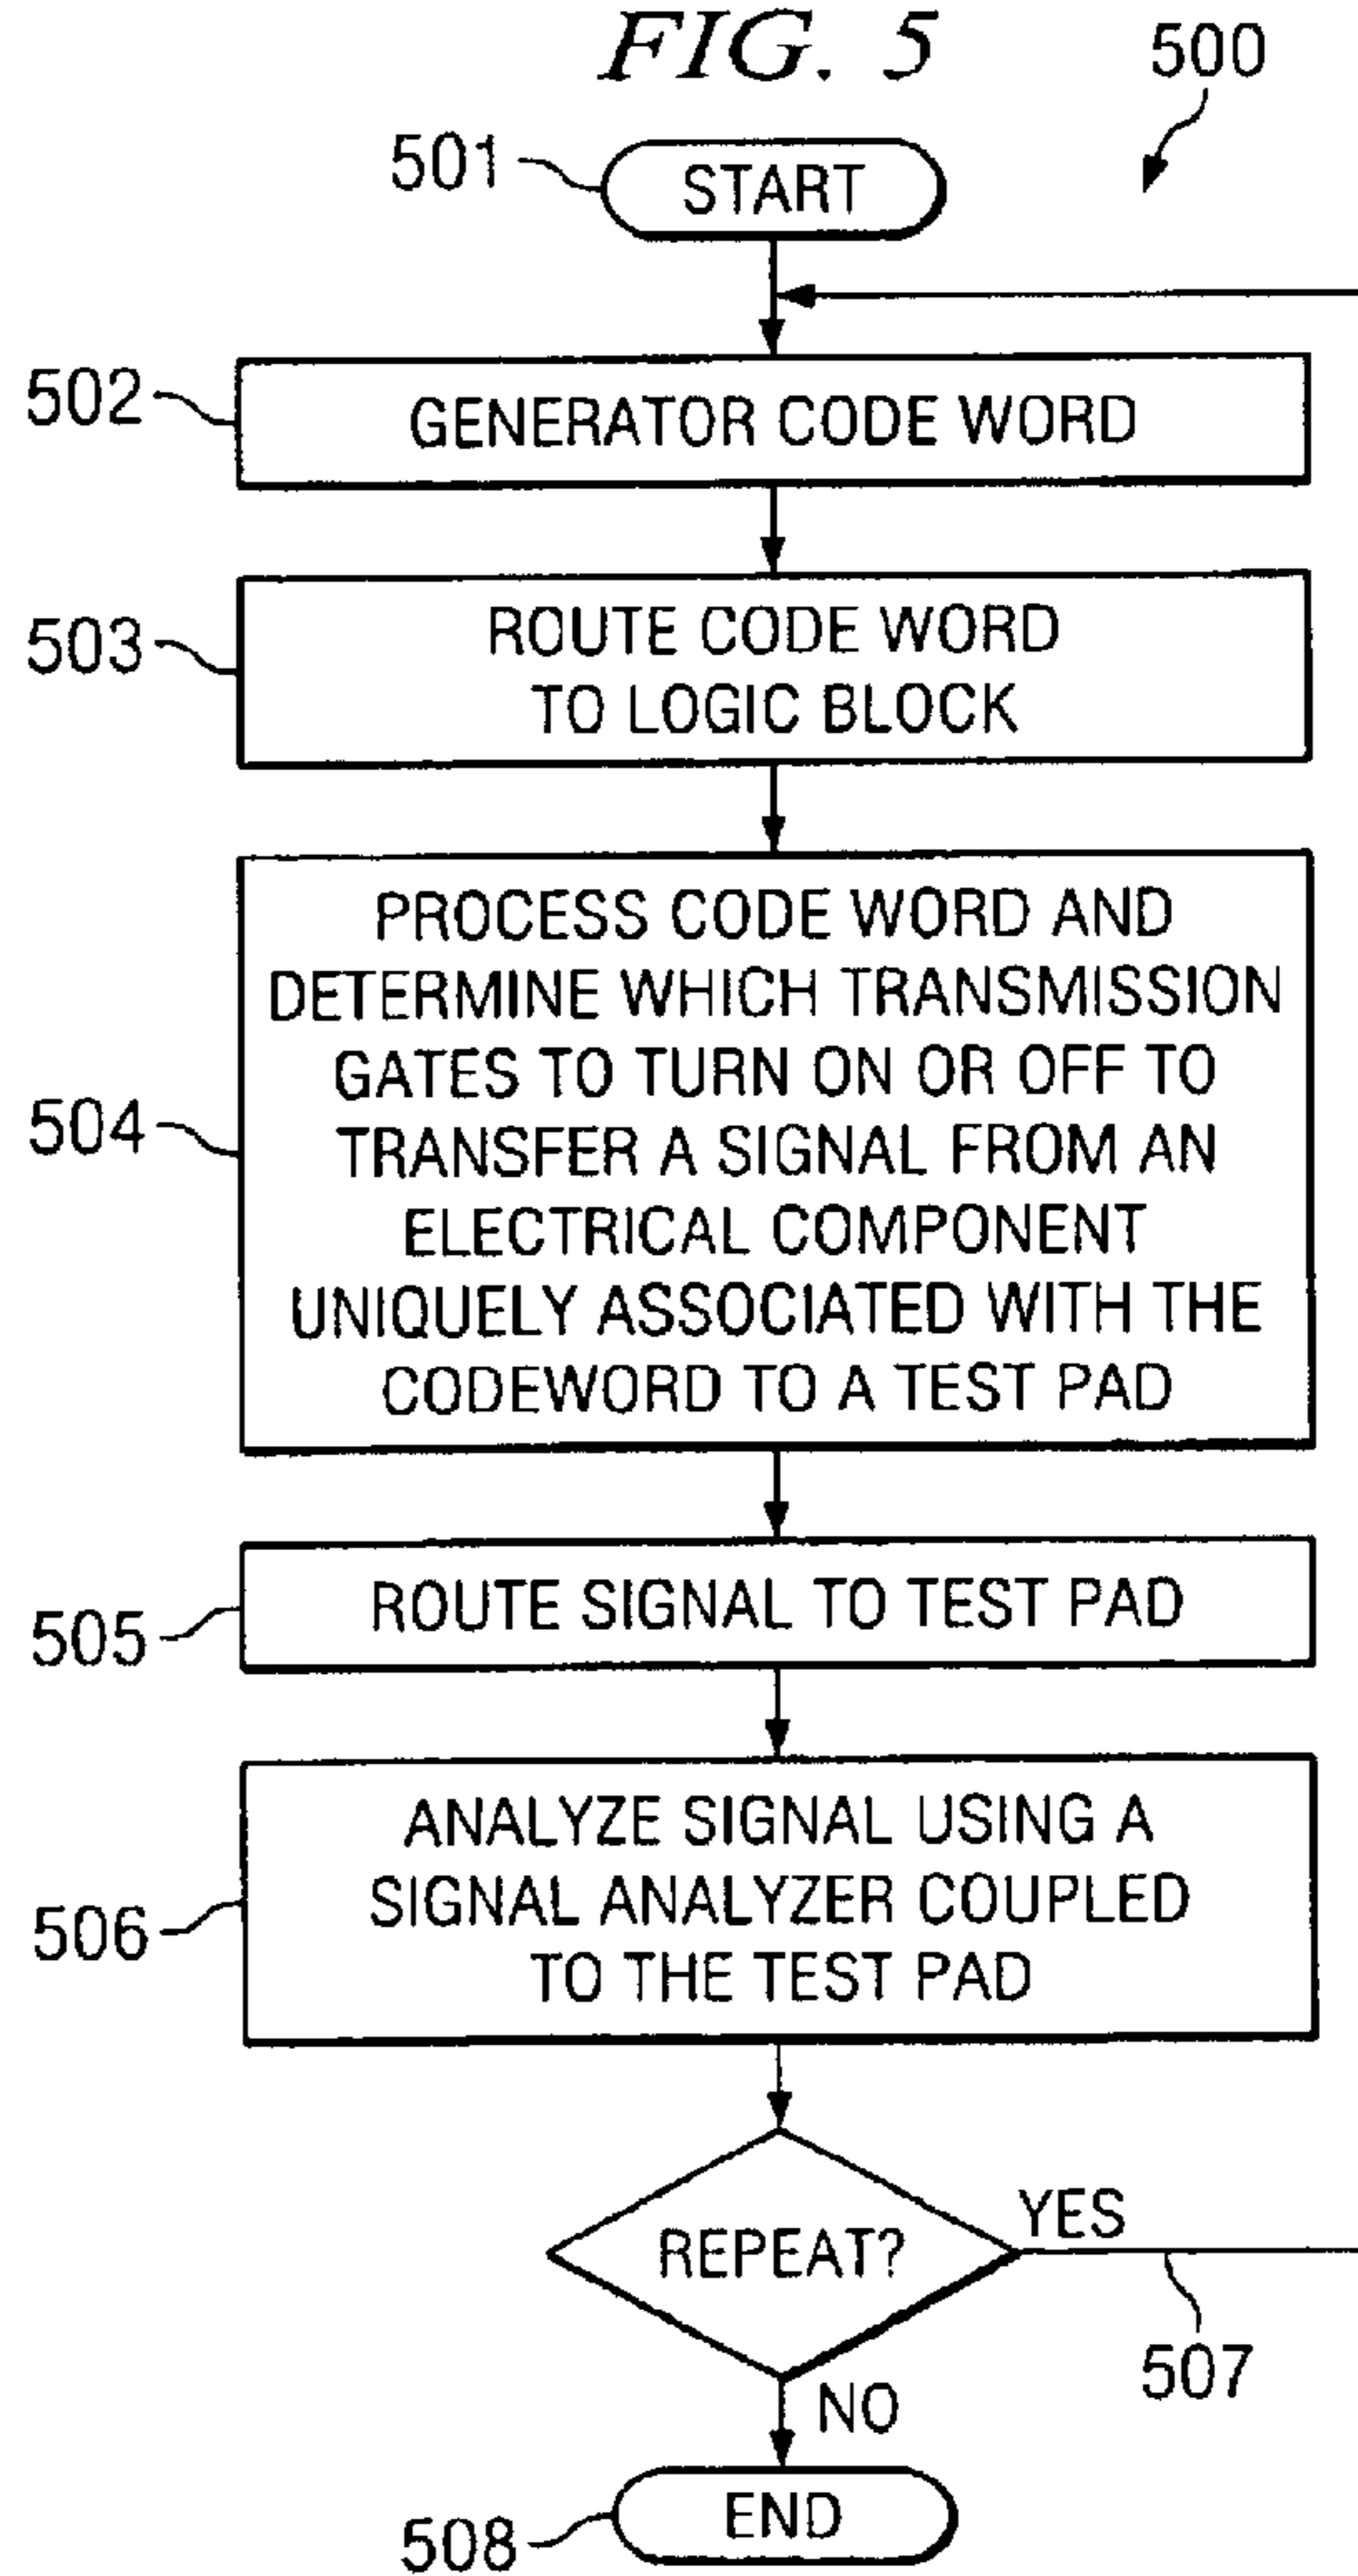 FIG. 5
500
501
START
502
GENERATOR CODE WORD
503
ROUTE CODE WORD
TO LOGIC BLOCK
504
PROCESS CODE WORD AND
DETERMINE WHICH TRANSMISSION
GATES TO TURN ON OR OFF TO
TRANSFER A SIGNAL FROM AN
ELECTRICAL COMPONENT
UNIQUELY ASSOCIATED WITH THE
CODEWORD TO A TEST PAD
505
ROUTE SIGNAL TO TEST PAD
506
ANALYZE SIGNAL USING A
SIGNAL ANALYZER COUPLED
TO THE TEST PAD
REPEAT?
YES
507
NO
508
END